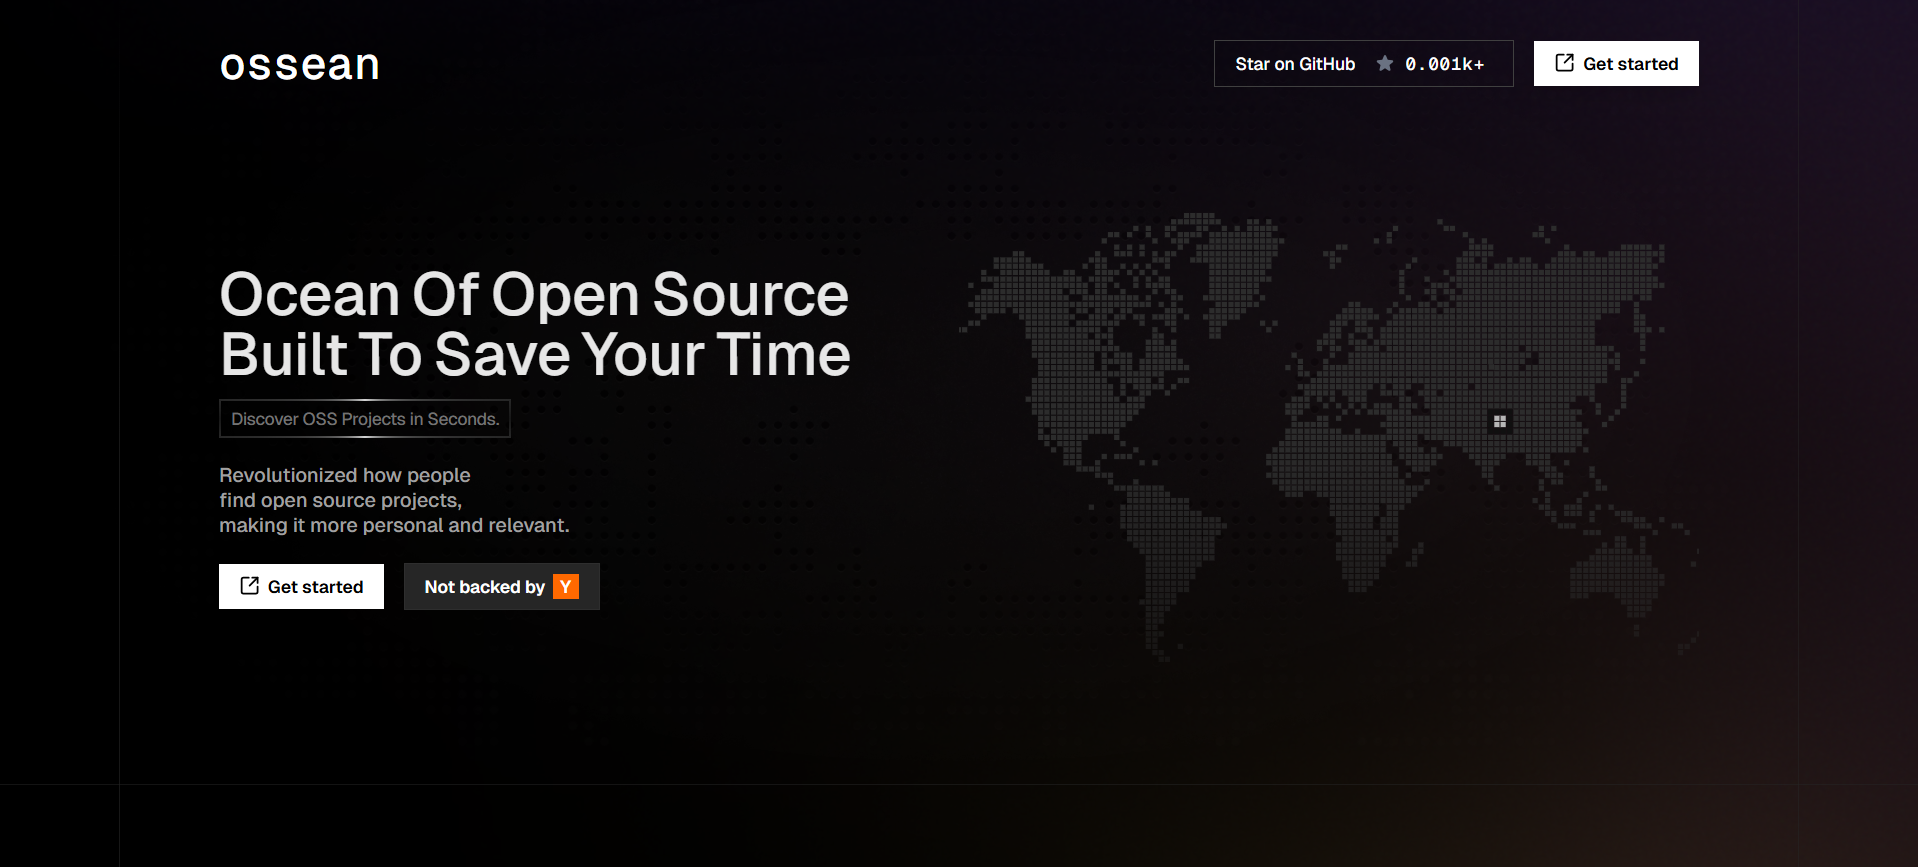 ossean
Star on GitHub ★ 0.001k+
Get started
Ocean Of Open Source
Built To Save Your Time
Discover OSS Projects in Seconds.
Revolutionized how people
find open source projects,
making it more personal and relevant.
Get started
Not backed by Y